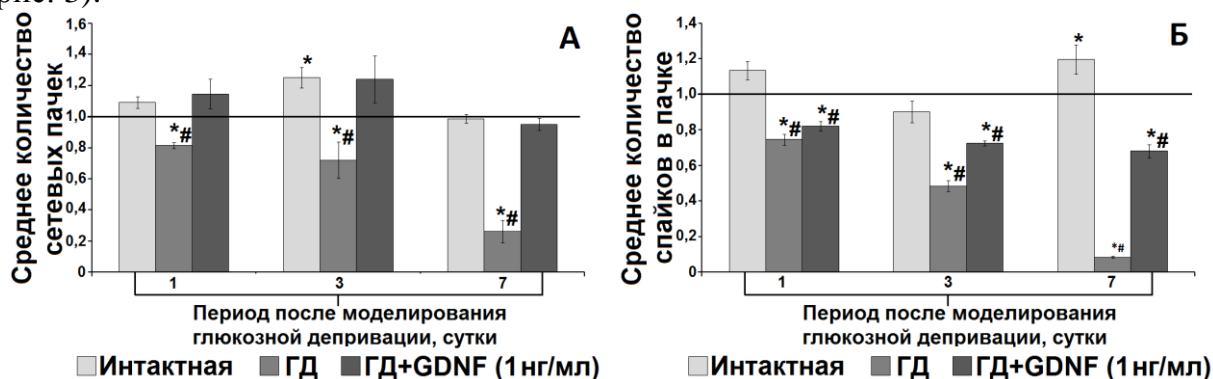 рис. 3).
А
Среднее количество
сетевых пачек
1,6
1,4
1,2
1,0
0,8
0,6
0,4
0,2
0
*# * *# *#
1 3 7
Период после моделирования
глюкозной депривации, сутки
Интактная ГД ГД+GDNF (1нг/мл)
Б
Среднее количество
спайков в пачке
1,4
1,2
1,0
0,8
0,6
0,4
0,2
0
*# *# *# *# * *# *#
1 3 7
Период после моделирования
глюкозной депривации, сутки
Интактная ГД ГД+GDNF (1нг/мл)